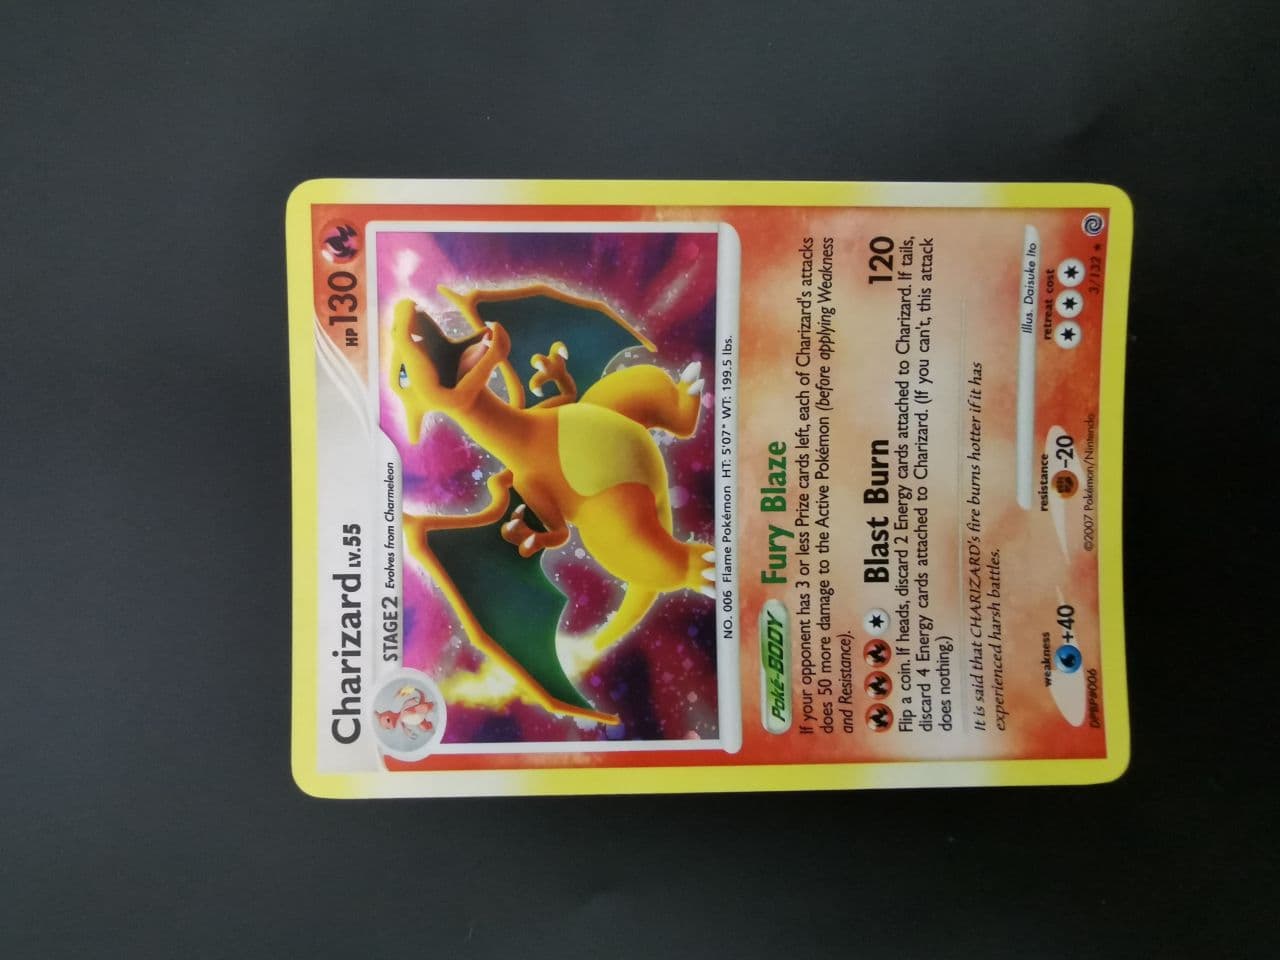 Charizard LV.55 HP 130
STAGE 2 Evolves from Charmeleon
NO. 006 Flame Pokémon HT: 5'07" WT: 199.5 lbs.
Poké-BODY Fury Blaze
If your opponent has 3 or less Prize cards left, each of Charizard's attacks
does 50 more damage to the Active Pokémon (before applying Weakness
and Resistance).
Blast Burn 120
Flip a coin. If heads, discard 2 Energy cards attached to Charizard. If tails,
discard 4 Energy cards attached to Charizard. (If you can't, this attack
does nothing.)
It is said that CHARIZARD's fire burns hotter if it has
experienced harsh battles.
Illus. Daisuke Ito
weakness resistance retreat cost
+40 -20
DPBP#006 ©2007 Pokémon/Nintendo 3/132 ★